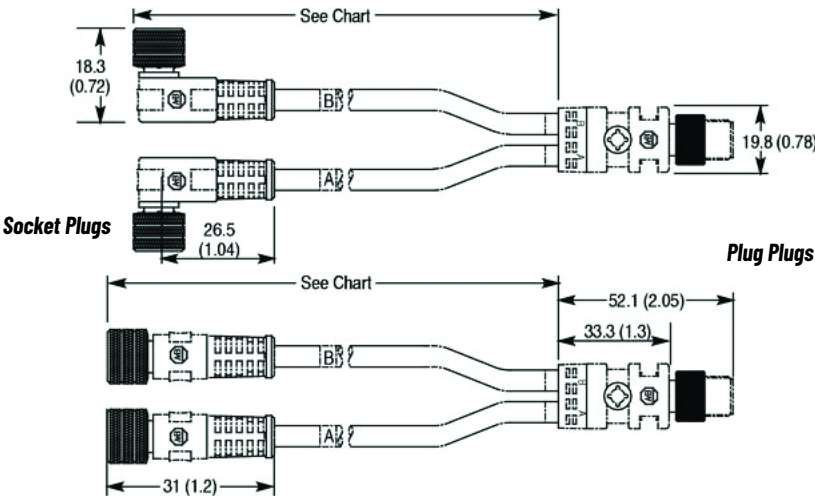 See Chart
18.3
(0.72)
B
B
A
A
19.8 (0.78)
Socket Plugs
26.5
(1.04)
Plug Plugs
See Chart
52.1 (2.05)
33.3 (1.3)
B
B
A
A
31 (1.2)